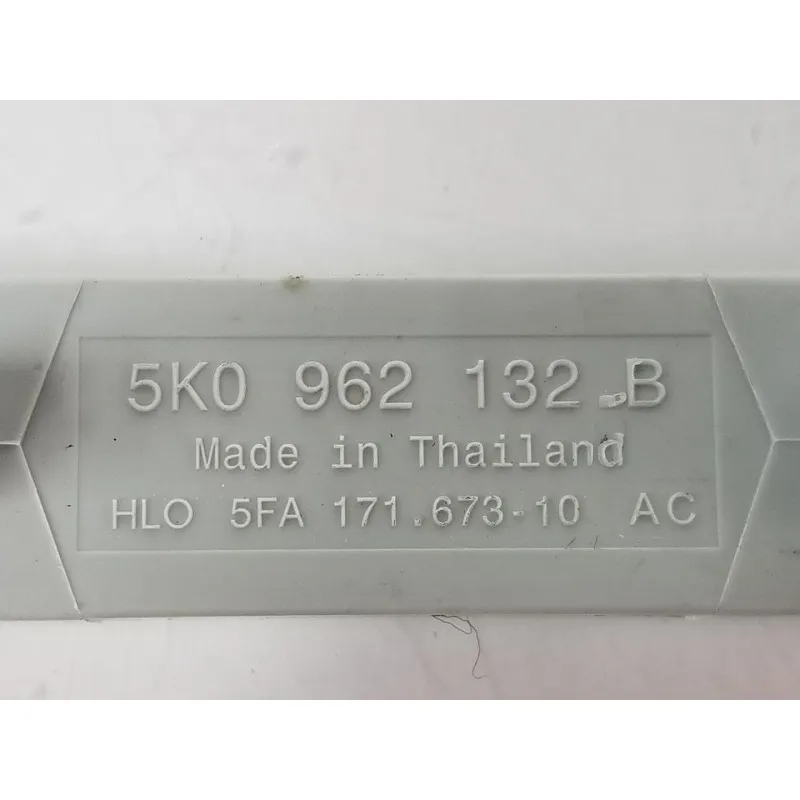 5K0 962 132 B
Made in Thailand
HLO 5FA 171.673-10 AC